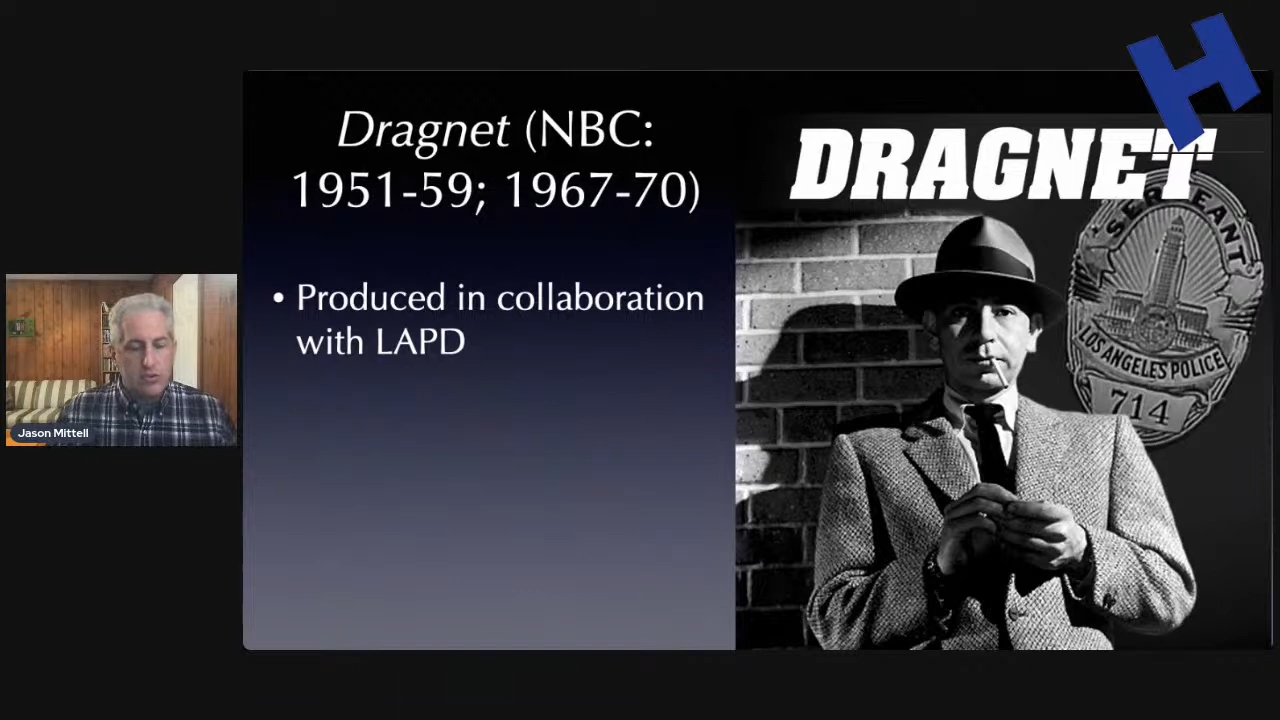 Dragnet (NBC:
1951-59; 1967-70)
• Produced in collaboration
with LAPD
DRAGNET
SERGEANT
LOS ANGELES POLICE
714
Jason Mittell
H